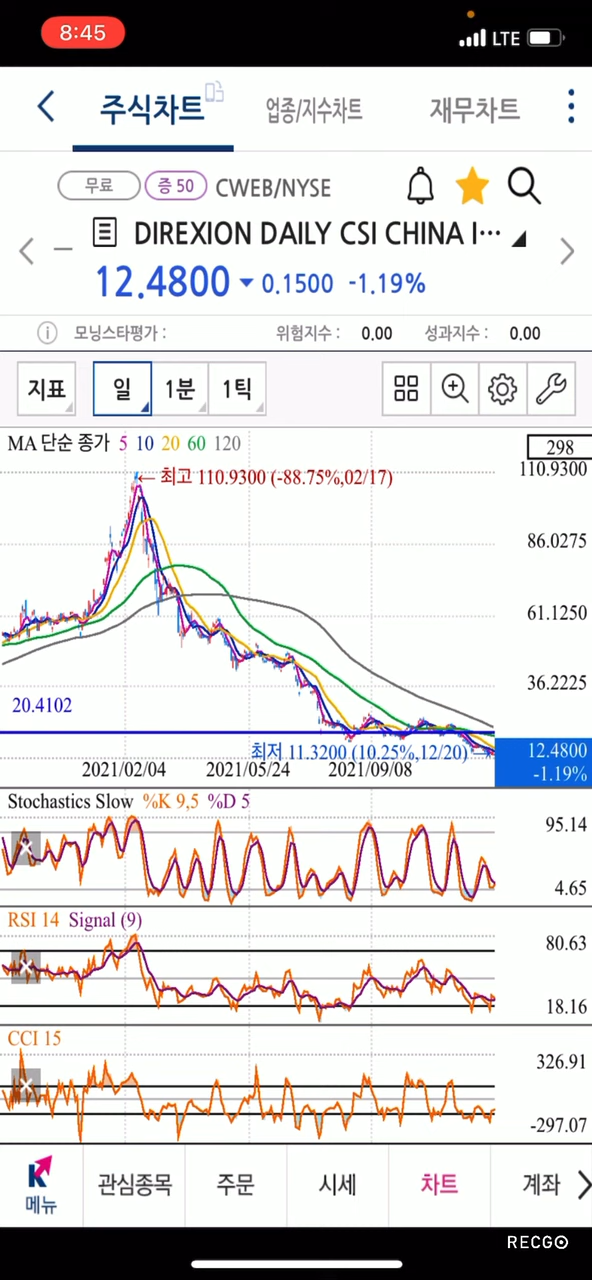 8:45 LTE
주식차트 업종/지수차트 재무차트
무료 증 50 CWEB/NYSE
DIREXION DAILY CSI CHINA I···
12.4800 ▼ 0.1500 -1.19%
모닝스타평가 : 위험지수 : 0.00 성과지수 : 0.00
지표 일 1분 1틱
MA 단순 종가 5 10 20 60 120
298
110.9300
← 최고 110.9300 (-88.75%,02/17)
86.0275
61.1250
36.2225
20.4102
최저 11.3200 (10.25%,12/20)→
12.4800
-1.19%
2021/02/04 2021/05/24 2021/09/08
Stochastics Slow %K 9,5 %D 5
95.14
4.65
RSI 14 Signal (9)
80.63
18.16
CCI 15
326.91
-297.07
메뉴 관심종목 주문 시세 차트 계좌
RECGO